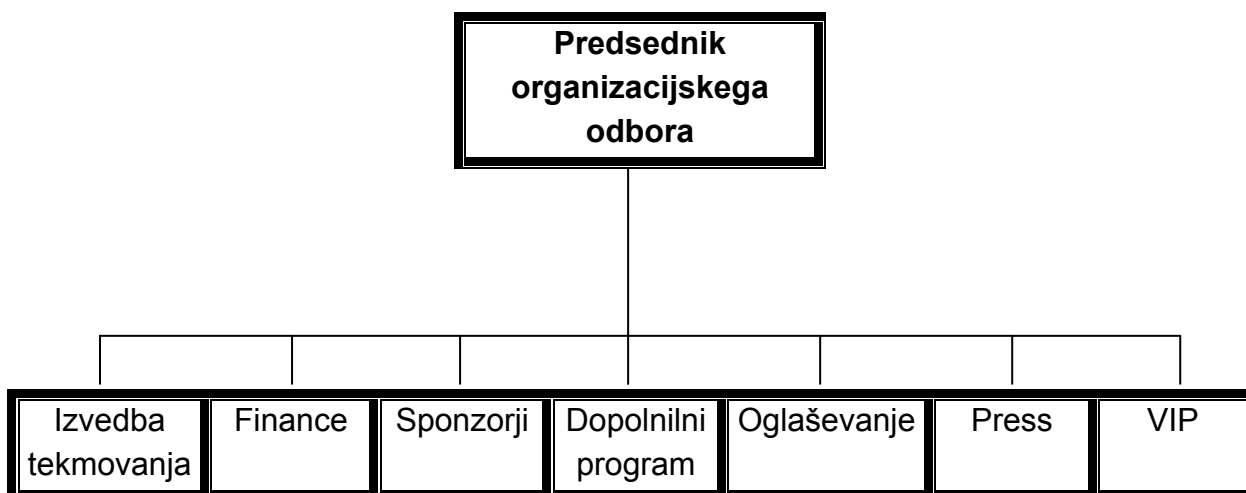 Predsednik
organizacijskega
odbora
Izvedba
tekmovanja
Finance
Sponzorji
Dopolnilni
program
Oglaševanje
Press
VIP